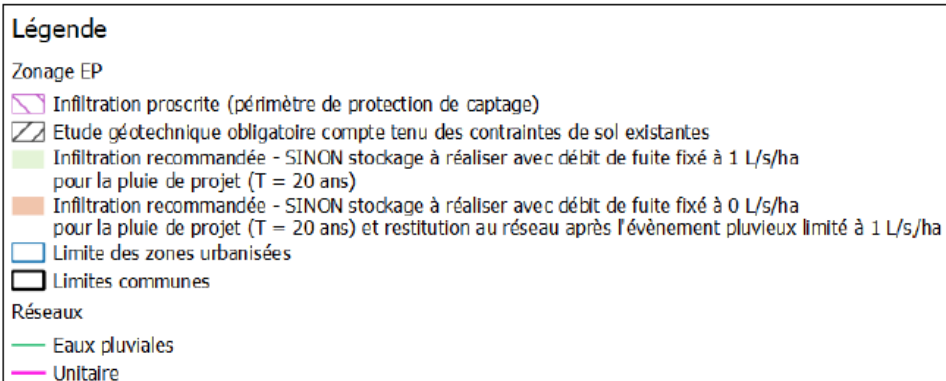 Légende
Zonage EP
Infiltration proscrite (périmètre de protection de captage)
Etude géotechnique obligatoire compte tenu des contraintes de sol existantes
Infiltration recommandée - SINON stockage à réaliser avec débit de fuite fixé à 1 L/s/ha
pour la pluie de projet (T = 20 ans)
Infiltration recommandée - SINON stockage à réaliser avec débit de fuite fixé à 0 L/s/ha
pour la pluie de projet (T = 20 ans) et restitution au réseau après l'évènement pluvieux limité à 1 L/s/ha
Limite des zones urbanisées
Limites communes
Réseaux
Eaux pluviales
Unitaire